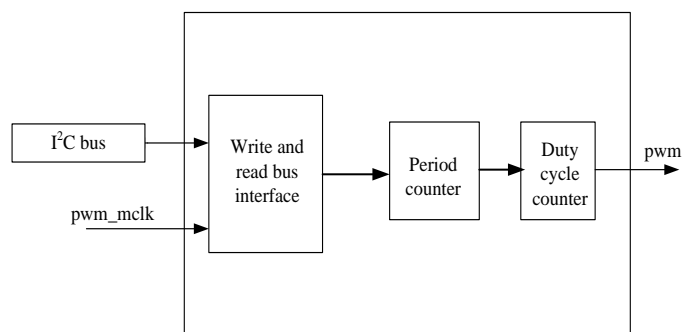 I²C bus
pwm_mclk
Write and
read bus
interface
Period
counter
Duty
cycle
counter
pwm